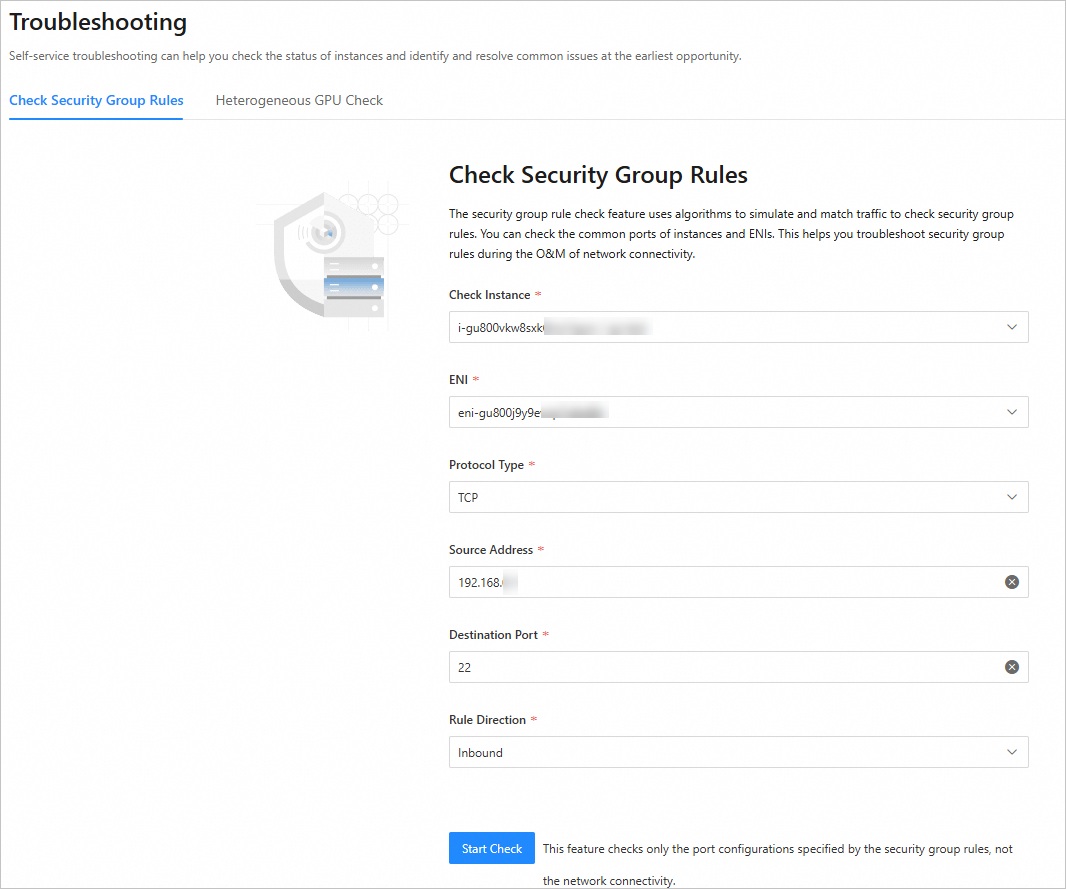 Troubleshooting
Self-service troubleshooting can help you check the status of instances and identify and resolve common issues at the earliest opportunity.
Check Security Group Rules
Heterogeneous GPU Check
Check Security Group Rules
The security group rule check feature uses algorithms to simulate and match traffic to check security group
rules. You can check the common ports of instances and ENIs. This helps you troubleshoot security group
rules during the O&M of network connectivity.
Check Instance *
i-gu800vkw8sxk
ENI *
eni-gu800j9y9e
Protocol Type *
TCP
Source Address *
192.168.
Destination Port *
22
Rule Direction *
Inbound
Start Check
This feature checks only the port configurations specified by the security group rules, not
the network connectivity.